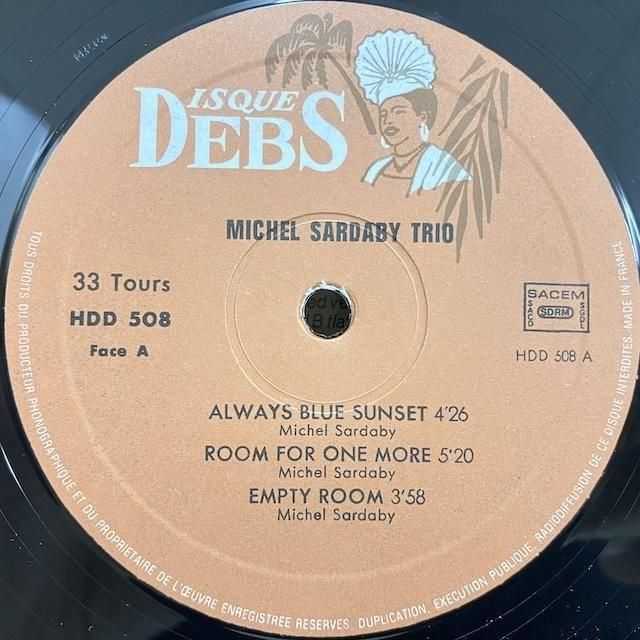 DISQUE
DEBS
MICHEL SARDABY TRIO
33 Tours
HDD 508
Face A
SACEM
SACD
SDRM
SGDL
HDD 508 A
ALWAYS BLUE SUNSET 4'26
Michel Sardaby
ROOM FOR ONE MORE 5'20
Michel Sardaby
EMPTY ROOM 3'58
Michel Sardaby
TOUS DROITS DU PRODUCTEUR PHONOGRAPHIQUE ET DU PROPRIETAIRE DE L'ŒUVRE ENREGISTREE RESERVES. DUPLICATION, EXECUTION PUBLIQUE, RADIODIFFUSION DE CE DISQUE INTERDITES. MADE IN FRANCE